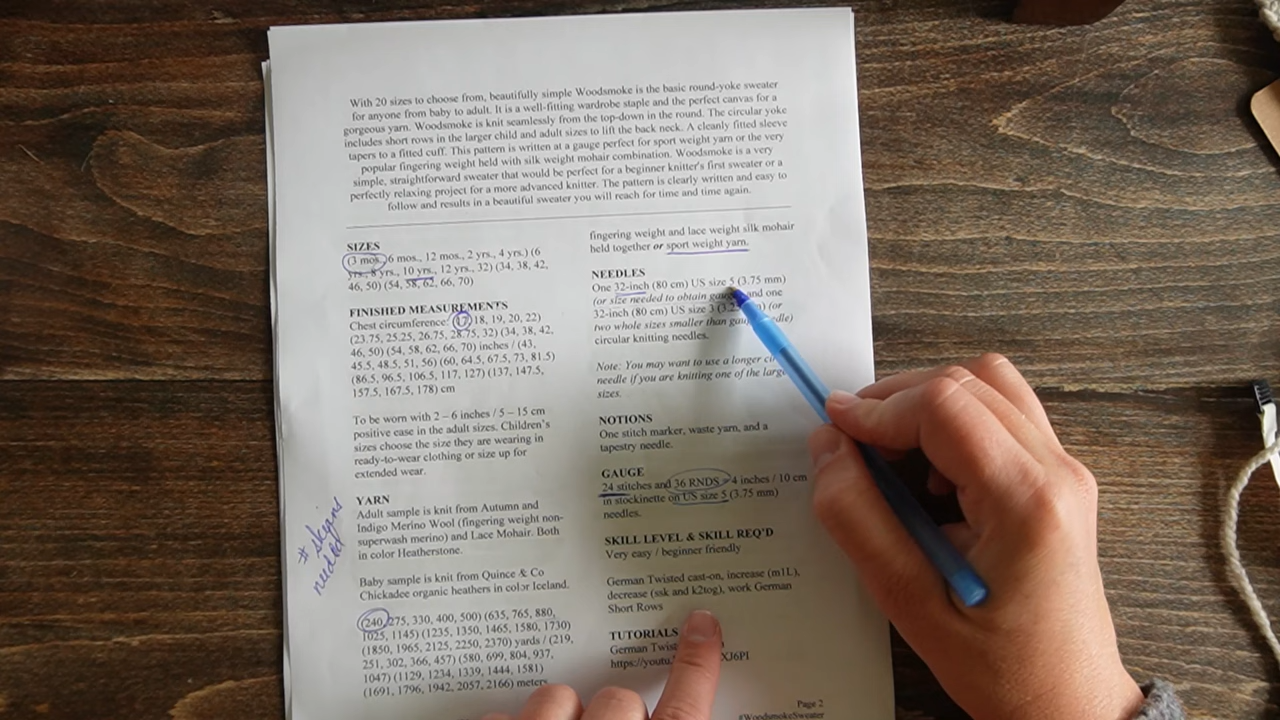 With 20 sizes to choose from, beautifully simple Woodsmoke is the basic round-yoke sweater
for anyone from baby to adult. It is a well-fitting wardrobe staple and the perfect canvas for a
gorgeous yarn. Woodsmoke is knit seamlessly from the top-down in the round. The circular yoke
includes short rows in the larger child and adult sizes to lift the back neck. A cleanly fitted sleeve
tapers to a fitted cuff. This pattern is written at a gauge perfect for sport weight yarn or the very
popular fingering weight held with silk weight mohair combination. Woodsmoke is a very
simple, straightforward sweater that would be perfect for a beginner knitter's first sweater or a
perfectly relaxing project for a more advanced knitter. The pattern is clearly written and easy to
follow and results in a beautiful sweater you will reach for time and time again.
SIZES
(3 mos., 6 mos., 12 mos., 2 yrs., 4 yrs.) (6
yrs., 8 yrs., 10 yrs., 12 yrs., 32) (34, 38, 42,
46, 50) (54, 58, 62, 66, 70)
FINISHED MEASUREMENTS
Chest circumference: (17, 18, 19, 20, 22)
(23.75, 25.25, 26.75, 28.75, 32) (34, 38, 42,
46, 50) (54, 58, 62, 66, 70) inches / (43,
45.5, 48.5, 51, 56) (60, 64.5, 67.5, 73, 81.5)
(86.5, 96.5, 106.5, 117, 127) (137, 147.5,
157.5, 167.5, 178) cm
To be worn with 2 – 6 inches / 5 – 15 cm
positive ease in the adult sizes. Children's
sizes choose the size they are wearing in
ready-to-wear clothing or size up for
extended wear.
YARN
Adult sample is knit from Autumn and
Indigo Merino Wool (fingering weight non-
superwash merino) and Lace Mohair. Both
in color Heatherstone.
# skeins
needed
Baby sample is knit from Quince & Co
Chickadee organic heathers in color Iceland.
(240, 275, 330, 400, 500) (635, 765, 880,
1025, 1145) (1235, 1350, 1465, 1580, 1730)
(1850, 1965, 2125, 2250, 2370) yards / (219,
251, 302, 366, 457) (580, 699, 804, 937,
1047) (1129, 1234, 1339, 1444, 1581)
(1691, 1796, 1942, 2057, 2166) meters
fingering weight and lace weight silk mohair
held together or sport weight yarn.
NEEDLES
One 32-inch (80 cm) US size 5 (3.75 mm)
(or size needed to obtain and one
32-inch (80 cm) US size 3 (or
two whole sizes smaller than
circular knitting needles.
Note: You may want to use a longer
needle if you are knitting one of the
sizes.
NOTIONS
One stitch marker, waste yarn, and a
tapestry needle.
GAUGE
24 stitches and 36 RNDS = 4 inches / 10 cm
in stockinette on US size 5 (3.75 mm)
needles.
SKILL LEVEL & SKILL REQ'D
Very easy / beginner friendly
German Twisted cast-on, increase (m1L),
decrease (ssk and k2tog), work German
Short Rows
TUTORIALS
German
Page 2
#WoodsmokeSweater